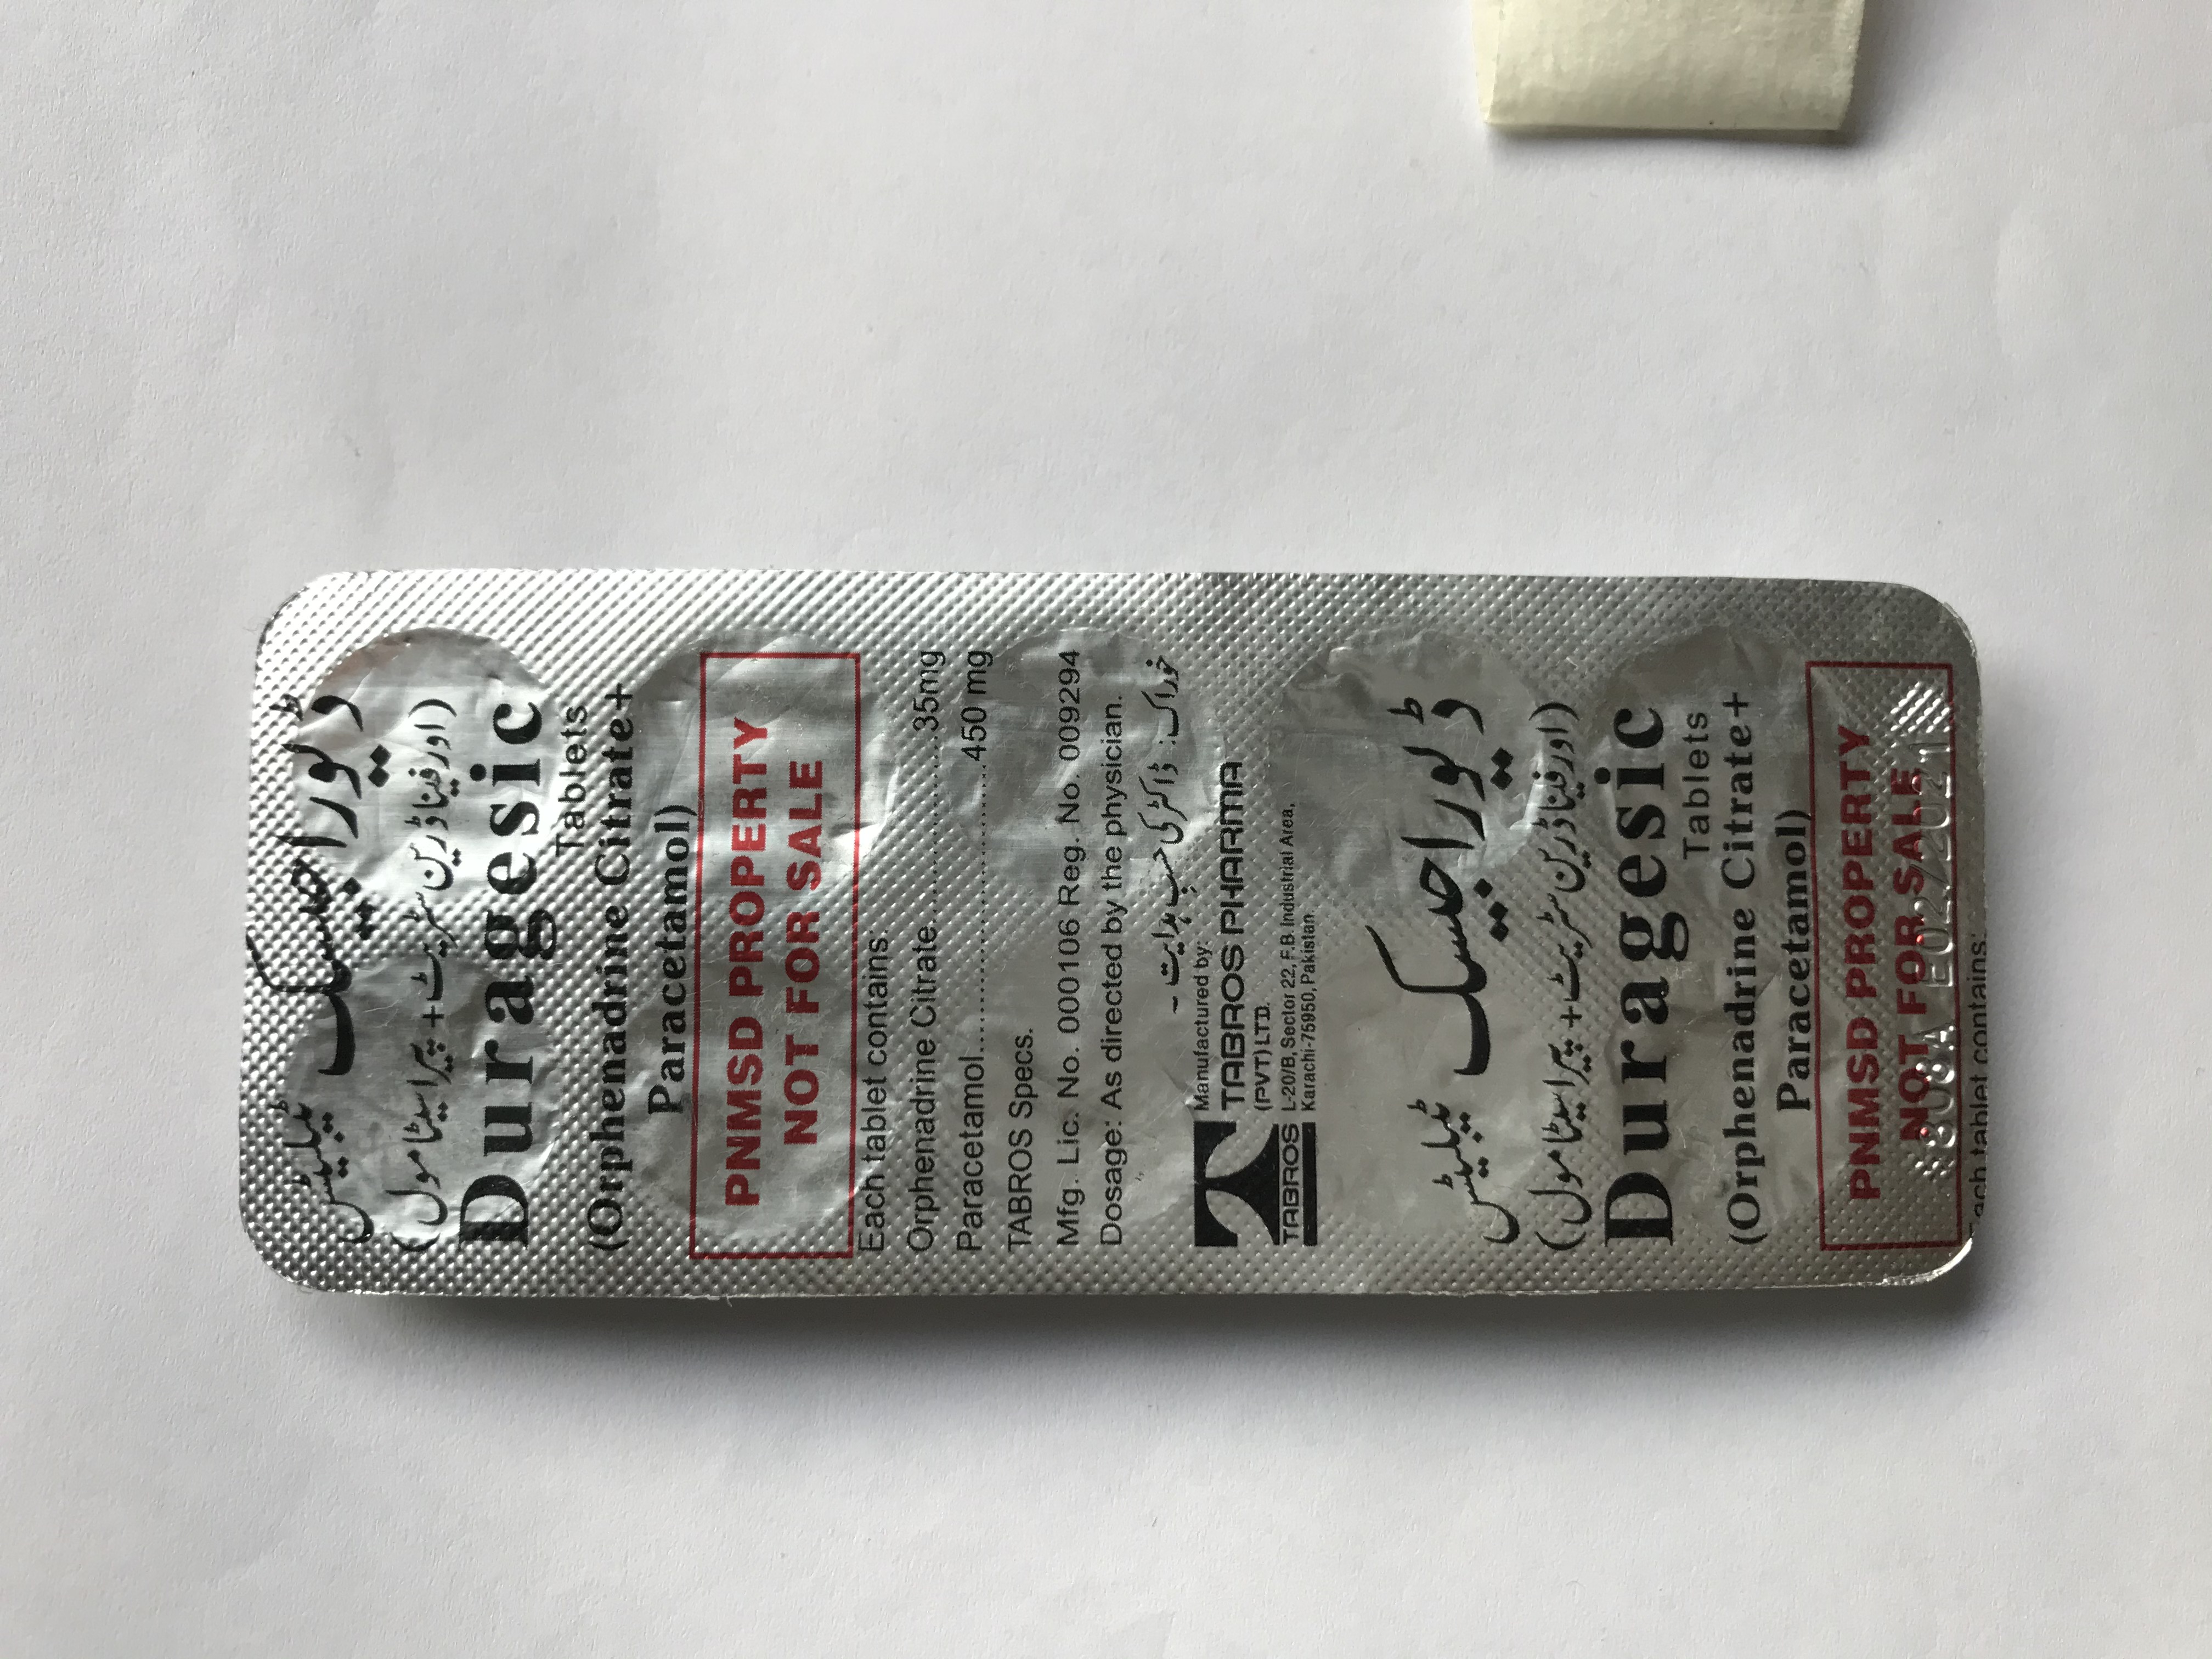 ڈیوراجیسک ٹیبلیٹس
(اورفیناڈرین سٹریٹ + پیراسیٹامول)
Duragesic
Tablets
(Orphenadrine Citrate+
Paracetamol)
PNMSD PROPERTY
NOT FOR SALE
Each tablet contains:
Orphenadrine Citrate....................35mg
Paracetamol..............................450 mg
TABROS Specs.
Mfg. Lic. No. 000106 Reg. No. 009294
Dosage: As directed by the physician.
خوراک: ڈاکٹر کی حسبِ ہدایت ۔
Manufactured by:
TABROS PHARMA
(PVT) LTD.
TABROS
L-20/B, Sector 22, F.B. Industrial Area,
Karachi-75950, Pakistan.
ڈیوراجیسک ٹیبلیٹس
(اورفیناڈرین سٹریٹ + پیراسیٹامول)
Duragesic
Tablets
(Orphenadrine Citrate+
Paracetamol)
PNMSD PROPERTY
NOT FOR SALE
E02/2021
Each tablet contains: